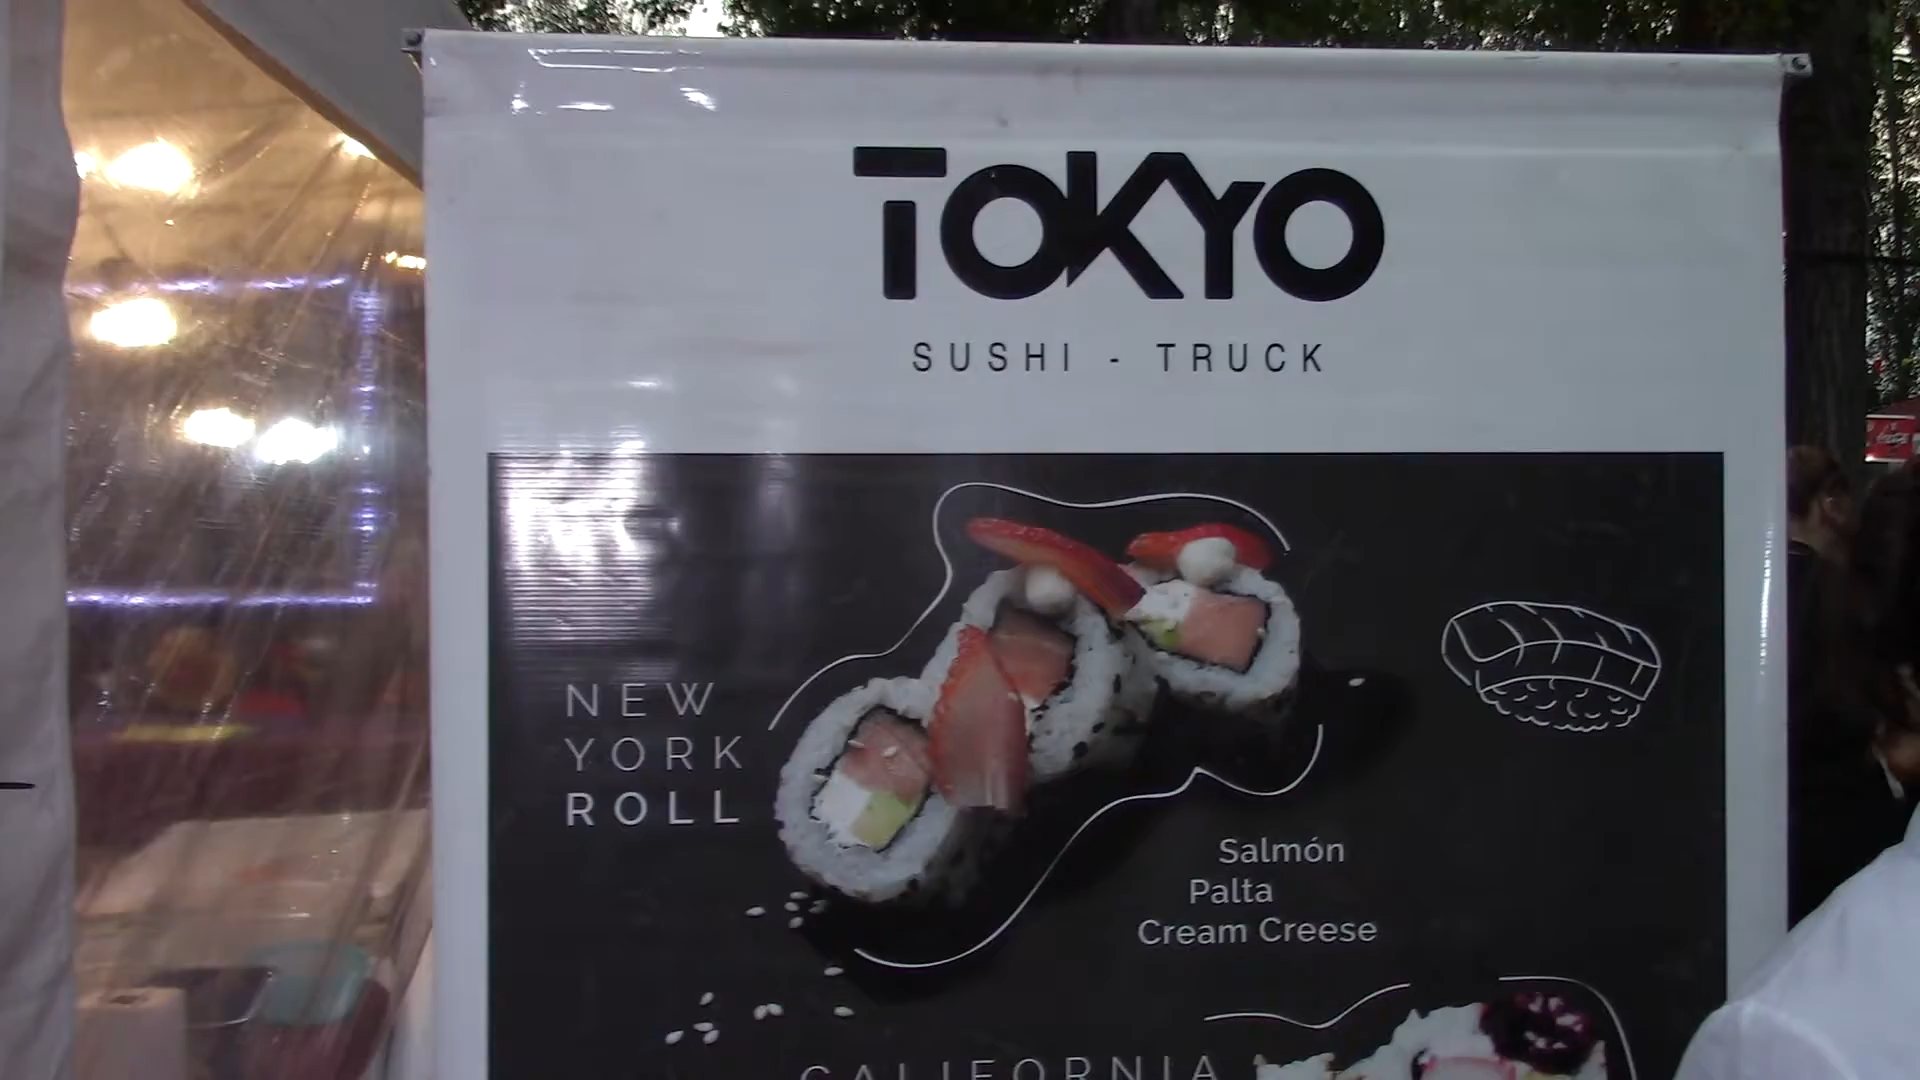 TOKYO
SUSHI - TRUCK
NEW
YORK
ROLL
Salmón
Palta
Cream Creese
CALIFORNIA